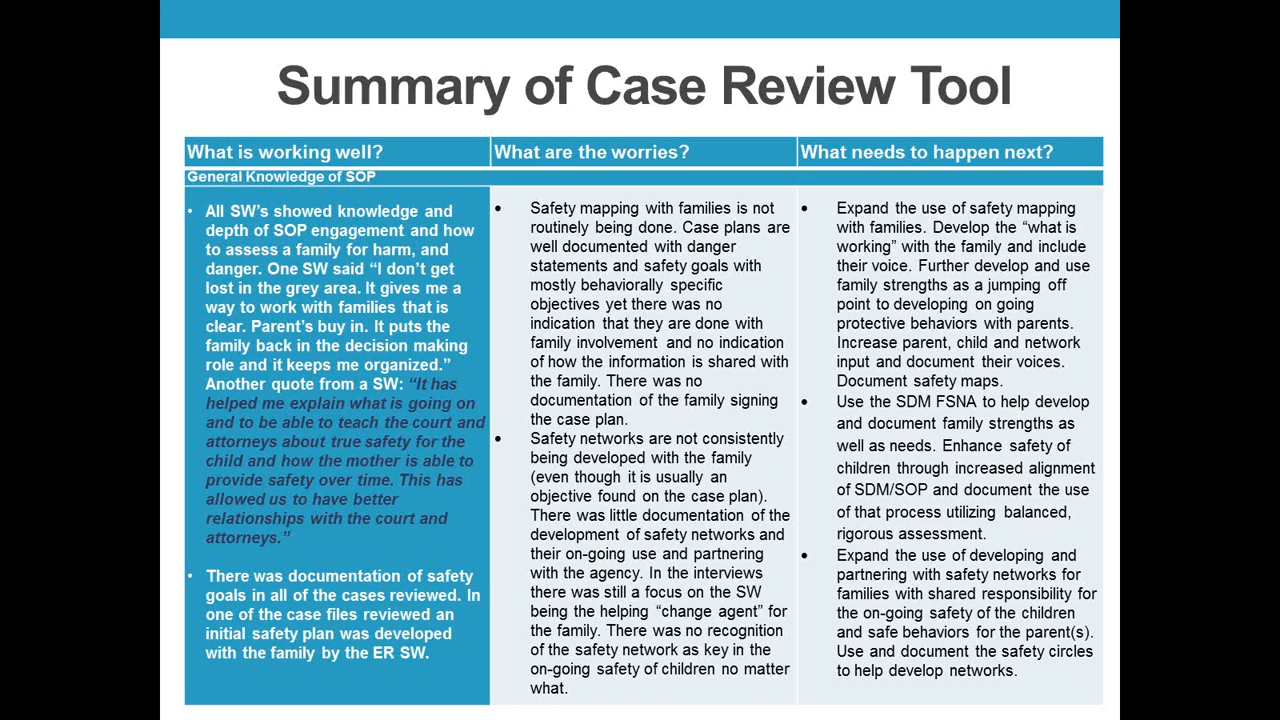 Summary of Case Review Tool
What is working well?
What are the worries?
What needs to happen next?
General Knowledge of SOP
• All SW's showed knowledge and
depth of SOP engagement and how
to assess a family for harm, and
danger. One SW said “I don't get
lost in the grey area. It gives me a
way to work with families that is
clear. Parent's buy in. It puts the
family back in the decision making
role and it keeps me organized.”
Another quote from a SW: “It has
helped me explain what is going on
and to be able to teach the court and
attorneys about true safety for the
child and how the mother is able to
provide safety over time. This has
allowed us to have better
relationships with the court and
attorneys.”
• There was documentation of safety
goals in all of the cases reviewed. In
one of the case files reviewed an
initial safety plan was developed
with the family by the ER SW.
• Safety mapping with families is not
routinely being done. Case plans are
well documented with danger
statements and safety goals with
mostly behaviorally specific
objectives yet there was no
indication that they are done with
family involvement and no indication
of how the information is shared with
the family. There was no
documentation of the family signing
the case plan.
• Safety networks are not consistently
being developed with the family
(even though it is usually an
objective found on the case plan).
There was little documentation of the
development of safety networks and
their on-going use and partnering
with the agency. In the interviews
there was still a focus on the SW
being the helping “change agent” for
the family. There was no recognition
of the safety network as key in the
on-going safety of children no matter
what.
• Expand the use of safety mapping
with families. Develop the “what is
working” with the family and include
their voice. Further develop and use
family strengths as a jumping off
point to developing on going
protective behaviors with parents.
Increase parent, child and network
input and document their voices.
Document safety maps.
• Use the SDM FSNA to help develop
and document family strengths as
well as needs. Enhance safety of
children through increased alignment
of SDM/SOP and document the use
of that process utilizing balanced,
rigorous assessment.
• Expand the use of developing and
partnering with safety networks for
families with shared responsibility for
the on-going safety of the children
and safe behaviors for the parent(s).
Use and document the safety circles
to help develop networks.